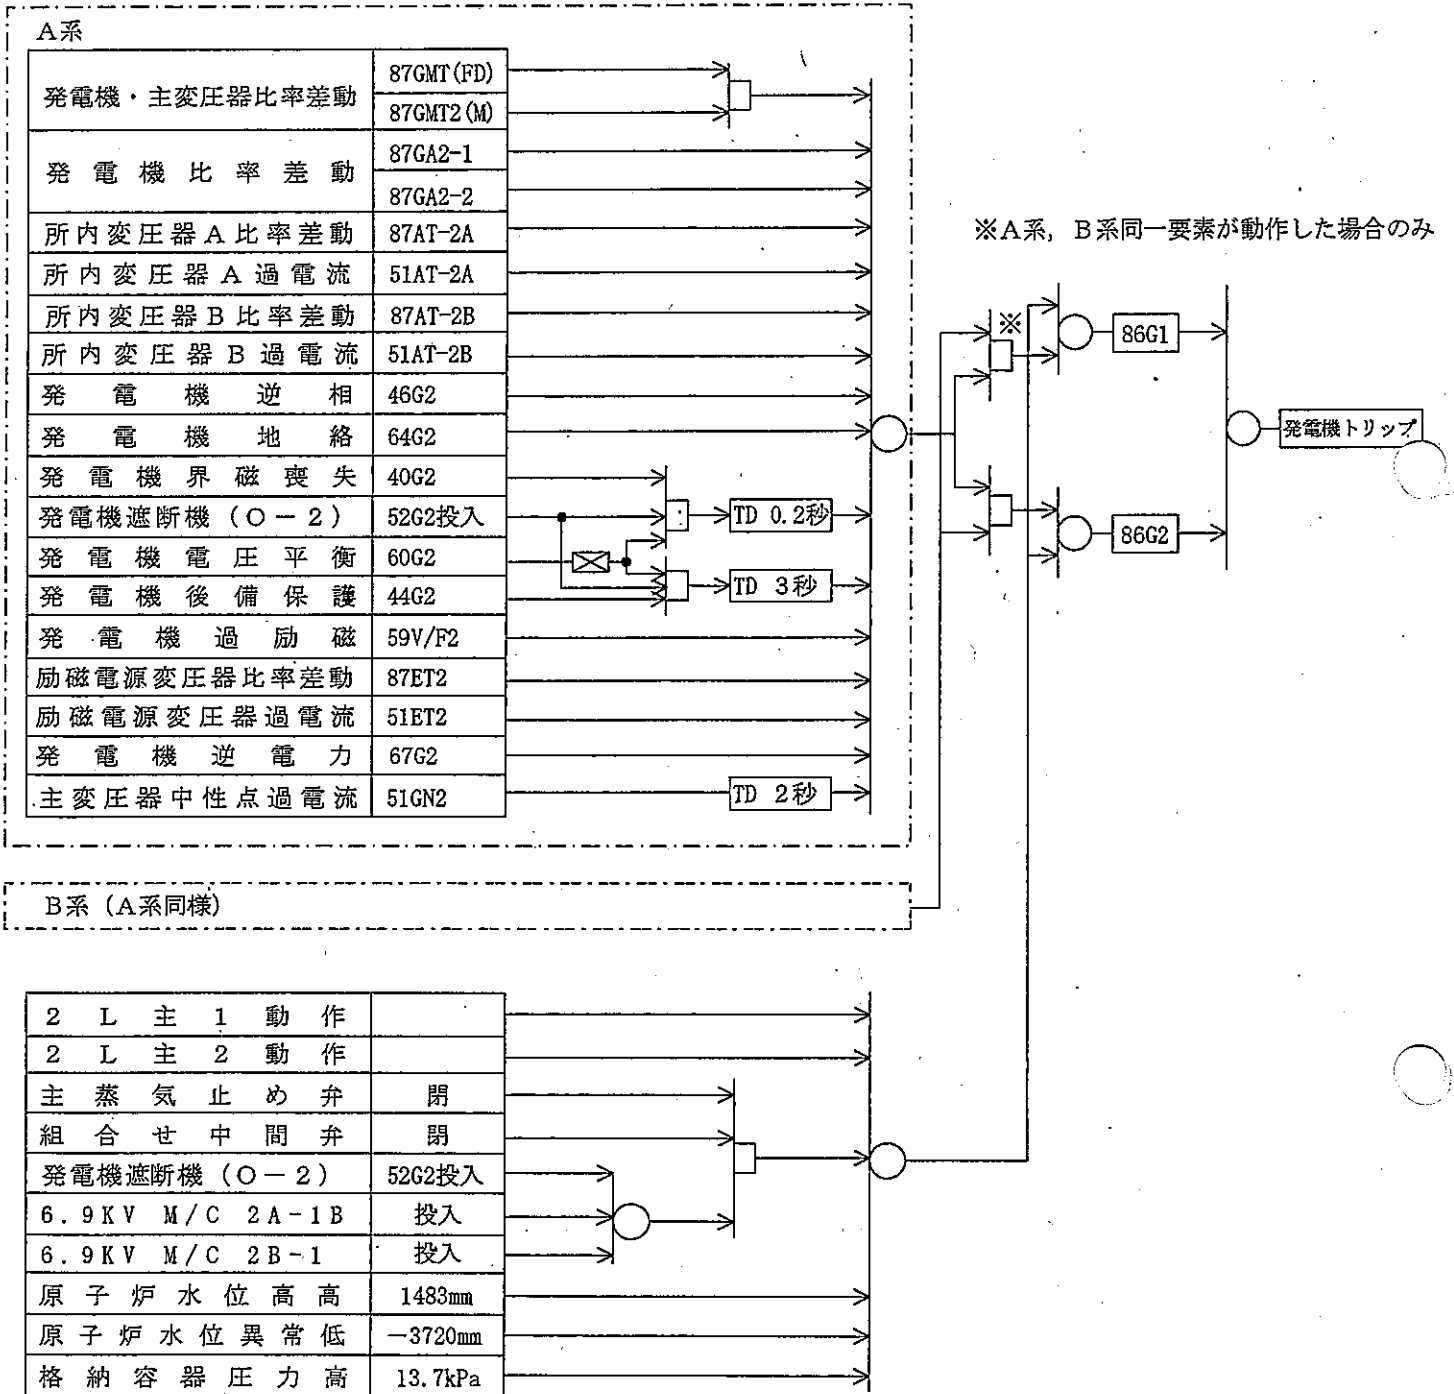 A系
発電機・主変圧器比率差動 87GMT(FD)
87GMT2(M)
発電機比率差動 87GA2-1
87GA2-2
所内変圧器A比率差動 87AT-2A
所内変圧器A過電流 51AT-2A
所内変圧器B比率差動 87AT-2B
所内変圧器B過電流 51AT-2B
発電機逆相 46G2
発電機地絡 64G2
発電機界磁喪失 40G2
発電機遮断機(O-2) 52G2投入 TD 0.2秒
発電機電圧平衡 60G2
発電機後備保護 44G2 TD 3秒
発電機過励磁 59V/F2
励磁電源変圧器比率差動 87ET2
励磁電源変圧器過電流 51ET2
発電機逆電力 67G2
主変圧器中性点過電流 51GN2 TD 2秒
※A系, B系同一要素が動作した場合のみ
※
86G1
発電機トリップ
86G2
B系(A系同様)
2L主1動作
2L主2動作
主蒸気止め弁 閉
組合せ中間弁 閉
発電機遮断機(O-2) 52G2投入
6.9KV M/C 2A-1B 投入
6.9KV M/C 2B-1 投入
原子炉水位高高 1483mm
原子炉水位異常低 -3720mm
格納容器圧力高 13.7kPa